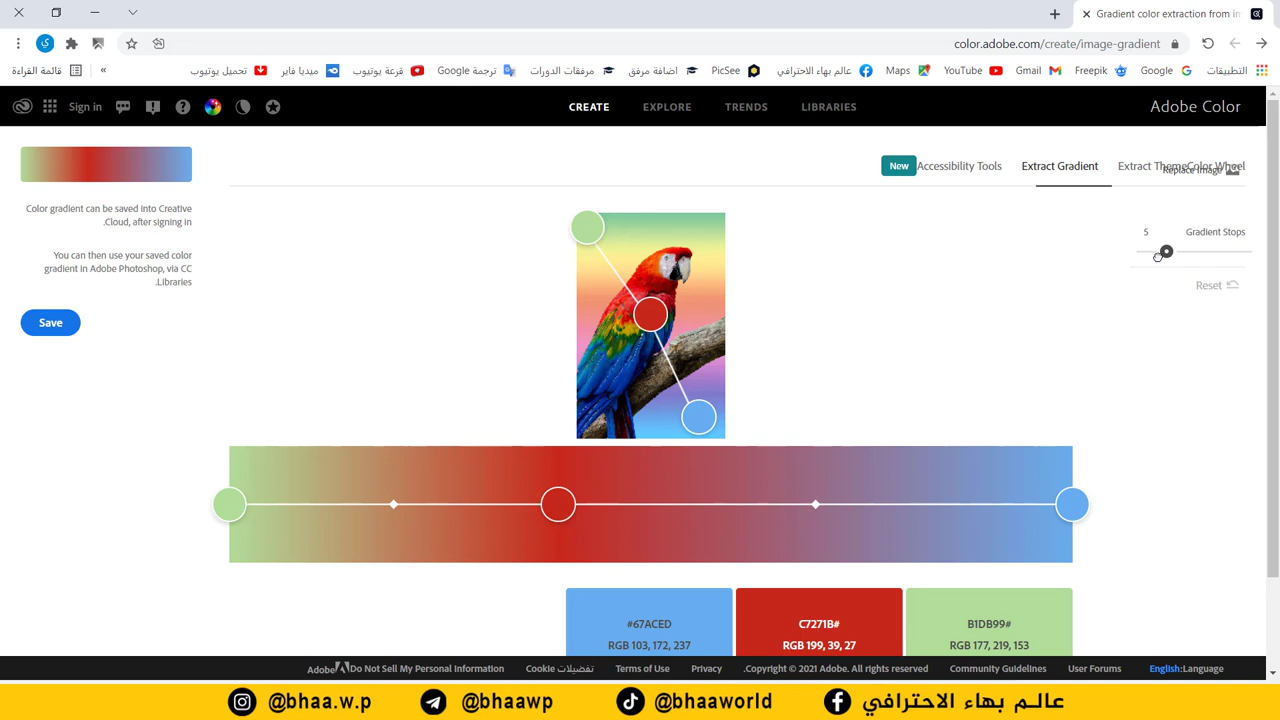 Gradient color extraction from im
color.adobe.com/create/image-gradient
التطبيقات
Google
Freepik
Gmail
YouTube
Maps
عالم بهاء الاحترافي
PicSee
اضافة مرفق
مرفقات الدورات
ترجمة Google
قرعة يوتيوب
ميديا فاير
تحميل يوتيوب
»
قائمة القراءة
Sign in
CREATE
EXPLORE
TRENDS
LIBRARIES
Adobe Color
New
Accessibility Tools
Extract Gradient
Extract Theme
Color Wheel
Replace Image
Color gradient can be saved into Creative
.Cloud, after signing in
You can then use your saved color
gradient in Adobe Photoshop, via CC
.Libraries
Save
5
Gradient Stops
Reset
#67ACED
RGB 103, 172, 237
C7271B#
RGB 199, 39, 27
B1DB99#
RGB 177, 219, 153
Adobe
Do Not Sell My Personal Information
Cookie تفضيلات
Terms of Use
Privacy
.Copyright © 2021 Adobe. All rights reserved
Community Guidelines
User Forums
English:Language
@bhaa.w.p
@bhaawp
@bhaaworld
عالم بهاء الاحترافي